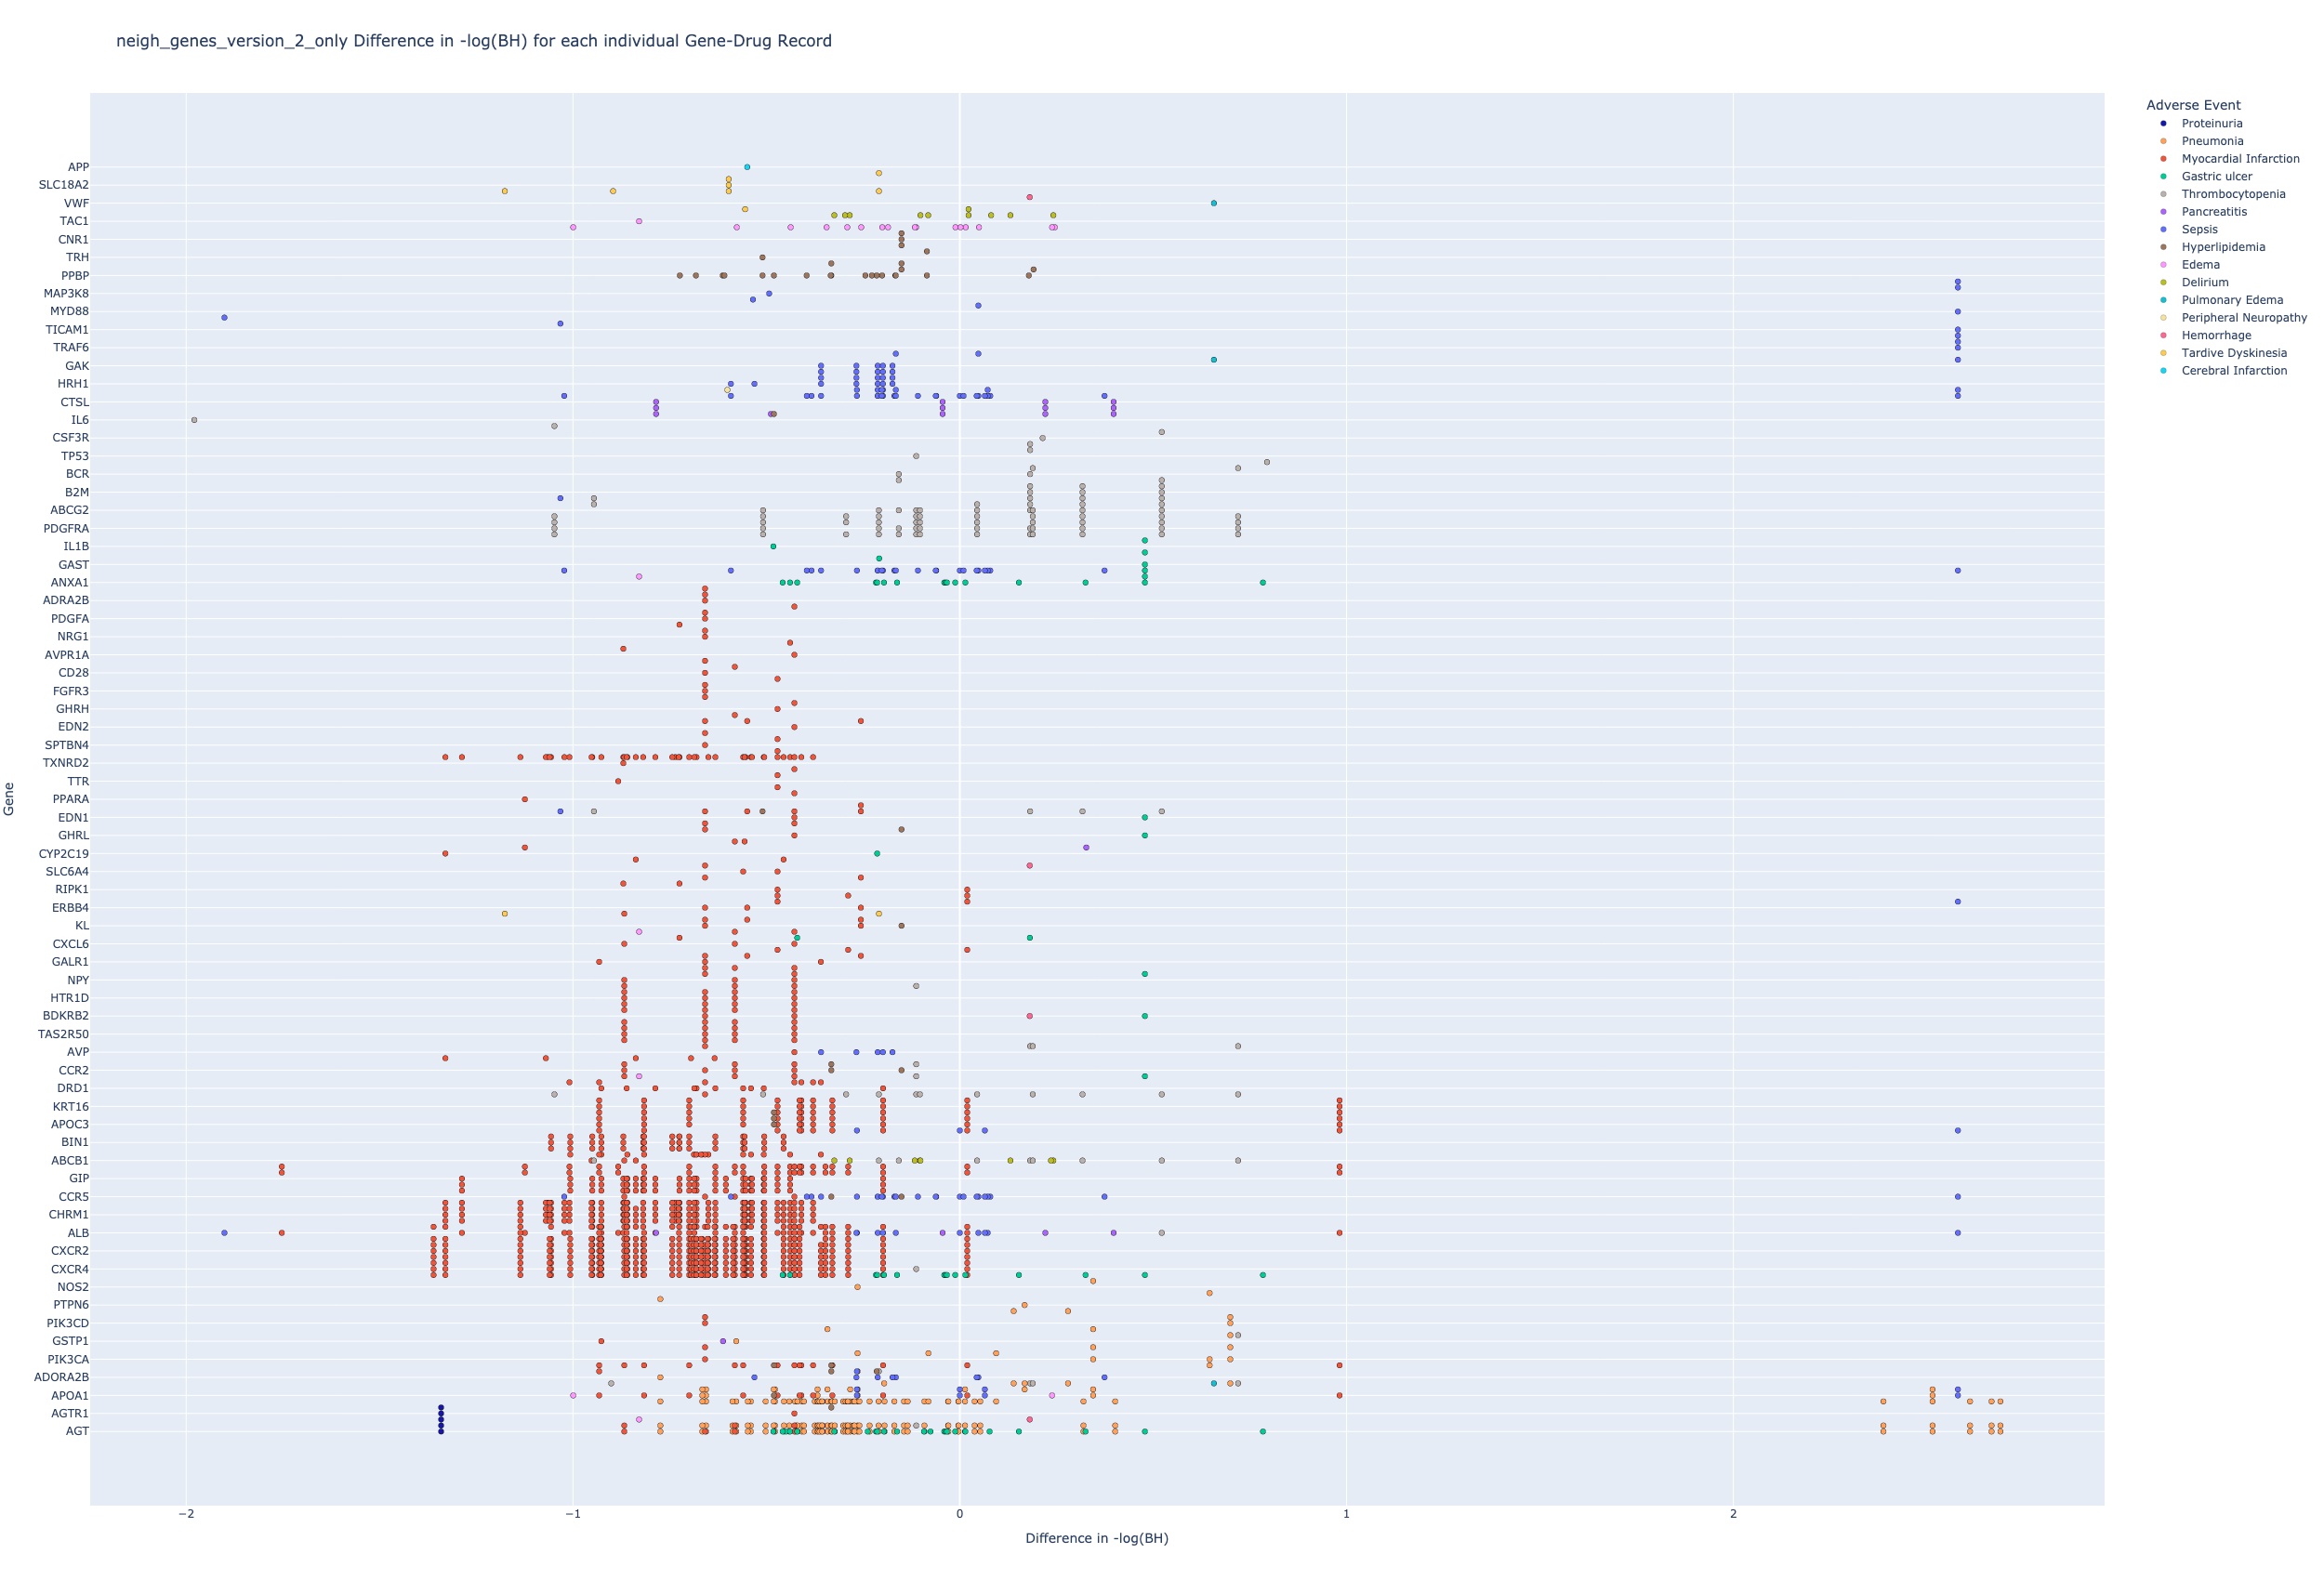 neigh_genes_version_2_only Difference in -log(BH) for each individual Gene-Drug Record
Adverse Event
Proteinuria
Pneumonia
Myocardial Infarction
Gastric ulcer
Thrombocytopenia
Pancreatitis
Sepsis
Hyperlipidemia
Edema
Delirium
Pulmonary Edema
Peripheral Neuropathy
Hemorrhage
Tardive Dyskinesia
Cerebral Infarction
Gene
APP
SLC18A2
VWF
TAC1
CNR1
TRH
PPBP
MAP3K8
MYD88
TICAM1
TRAF6
GAK
HRH1
CTSL
IL6
CSF3R
TP53
BCR
B2M
ABCG2
PDGFRA
IL1B
GAST
ANXA1
ADRA2B
PDGFA
NRG1
AVPR1A
CD28
FGFR3
GHRH
EDN2
SPTBN4
TXNRD2
TTR
PPARA
EDN1
GHRL
CYP2C19
SLC6A4
RIPK1
ERBB4
KL
CXCL6
GALR1
NPY
HTR1D
BDKRB2
TAS2R50
AVP
CCR2
DRD1
KRT16
APOC3
BIN1
ABCB1
GIP
CCR5
CHRM1
ALB
CXCR2
CXCR4
NOS2
PTPN6
PIK3CD
GSTP1
PIK3CA
ADORA2B
APOA1
AGTR1
AGT
−2 −1 0 1 2
Difference in -log(BH)